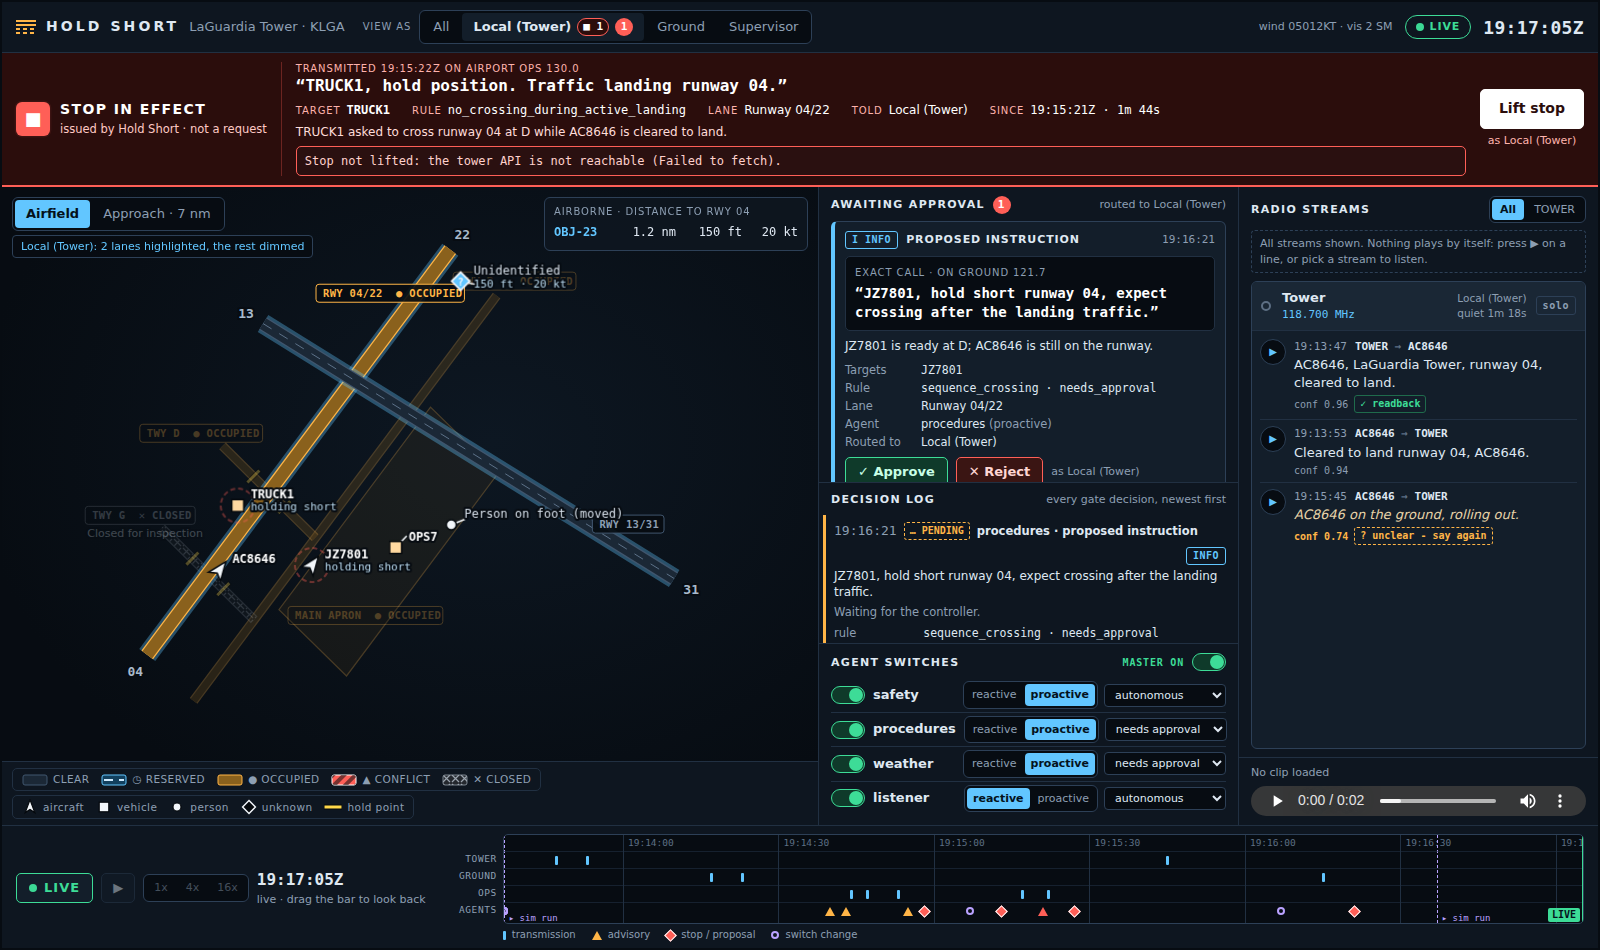 HOLD SHORT LaGuardia Tower · KLGA VIEW AS All Local (Tower) ■ 1 1 Ground Supervisor wind 05012KT · vis 2 SM LIVE 19:17:05Z
STOP IN EFFECT
issued by Hold Short · not a request
TRANSMITTED 19:15:22Z ON AIRPORT OPS 130.0
“TRUCK1, hold position. Traffic landing runway 04.”
TARGET TRUCK1 RULE no_crossing_during_active_landing LANE Runway 04/22 TOLD Local (Tower) SINCE 19:15:21Z · 1m 44s
TRUCK1 asked to cross runway 04 at D while AC8646 is cleared to land.
Stop not lifted: the tower API is not reachable (Failed to fetch).
Lift stop
as Local (Tower)
Airfield Approach · 7 nm
Local (Tower): 2 lanes highlighted, the rest dimmed
AIRBORNE · DISTANCE TO RWY 04
OBJ-23 1.2 nm 150 ft 20 kt
22
Unidentified
150 ft · 20 kt
RWY 04/22 ● OCCUPIED
13
TWY D ● OCCUPIED
TRUCK1
holding short
TWY G × CLOSED
Closed for inspection
Person on foot (moved)
RWY 13/31
OPS7
AC8646
JZ7801
holding short
31
MAIN APRON ● OCCUPIED
04
CLEAR RESERVED OCCUPIED CONFLICT CLOSED
aircraft vehicle person unknown hold point
AWAITING APPROVAL 1 routed to Local (Tower)
I INFO PROPOSED INSTRUCTION 19:16:21
EXACT CALL · ON GROUND 121.7
“JZ7801, hold short runway 04, expect
crossing after the landing traffic.”
JZ7801 is ready at D; AC8646 is still on the runway.
Targets JZ7801
Rule sequence_crossing · needs_approval
Lane Runway 04/22
Agent procedures (proactive)
Routed to Local (Tower)
✓ Approve ✕ Reject as Local (Tower)
DECISION LOG every gate decision, newest first
19:16:21 … PENDING procedures · proposed instruction
INFO
JZ7801, hold short runway 04, expect crossing after the landing
traffic.
Waiting for the controller.
rule sequence_crossing · needs_approval
AGENT SWITCHES MASTER ON
safety reactive proactive autonomous
procedures reactive proactive needs approval
weather reactive proactive needs approval
listener reactive proactive autonomous
RADIO STREAMS All TOWER
All streams shown. Nothing plays by itself: press ▶ on a
line, or pick a stream to listen.
Tower Local (Tower) solo
118.700 MHz quiet 1m 18s
19:13:47 TOWER → AC8646
AC8646, LaGuardia Tower, runway 04,
cleared to land.
conf 0.96 ✓ readback
19:13:53 AC8646 → TOWER
Cleared to land runway 04, AC8646.
conf 0.94
19:15:45 AC8646 → TOWER
AC8646 on the ground, rolling out.
conf 0.74 ? unclear - say again
No clip loaded
0:00 / 0:02
LIVE ▶ 1x 4x 16x 19:17:05Z
live · drag the bar to look back
19:14:00 19:14:30 19:15:00 19:15:30 19:16:00 19:16:30
TOWER
GROUND
OPS
AGENTS
▸ sim run ▸ sim run LIVE
transmission advisory stop / proposal switch change